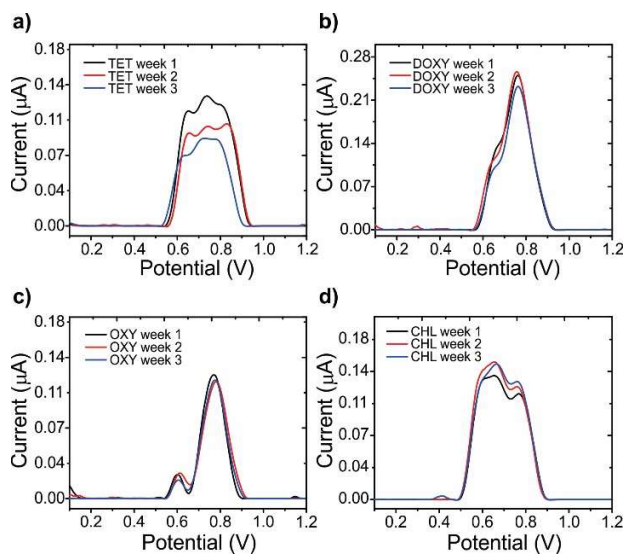 a)
0.18
0.14
0.11
0.07
0.04
0.00
Current (μA)
TET week 1
TET week 2
TET week 3
0.2 0.4 0.6 0.8 1.0 1.2
Potential (V)
b)
0.28
0.21
0.14
0.07
0.00
Current (μA)
DOXY week 1
DOXY week 2
DOXY week 3
0.2 0.4 0.6 0.8 1.0 1.2
Potential (V)
c)
0.18
0.14
0.11
0.07
0.04
0.00
Current (μA)
OXY week 1
OXY week 2
OXY week 3
0.2 0.4 0.6 0.8 1.0 1.2
Potential (V)
d)
0.18
0.14
0.11
0.07
0.04
0.00
Current (μA)
CHL week 1
CHL week 2
CHL week 3
0.2 0.4 0.6 0.8 1.0 1.2
Potential (V)